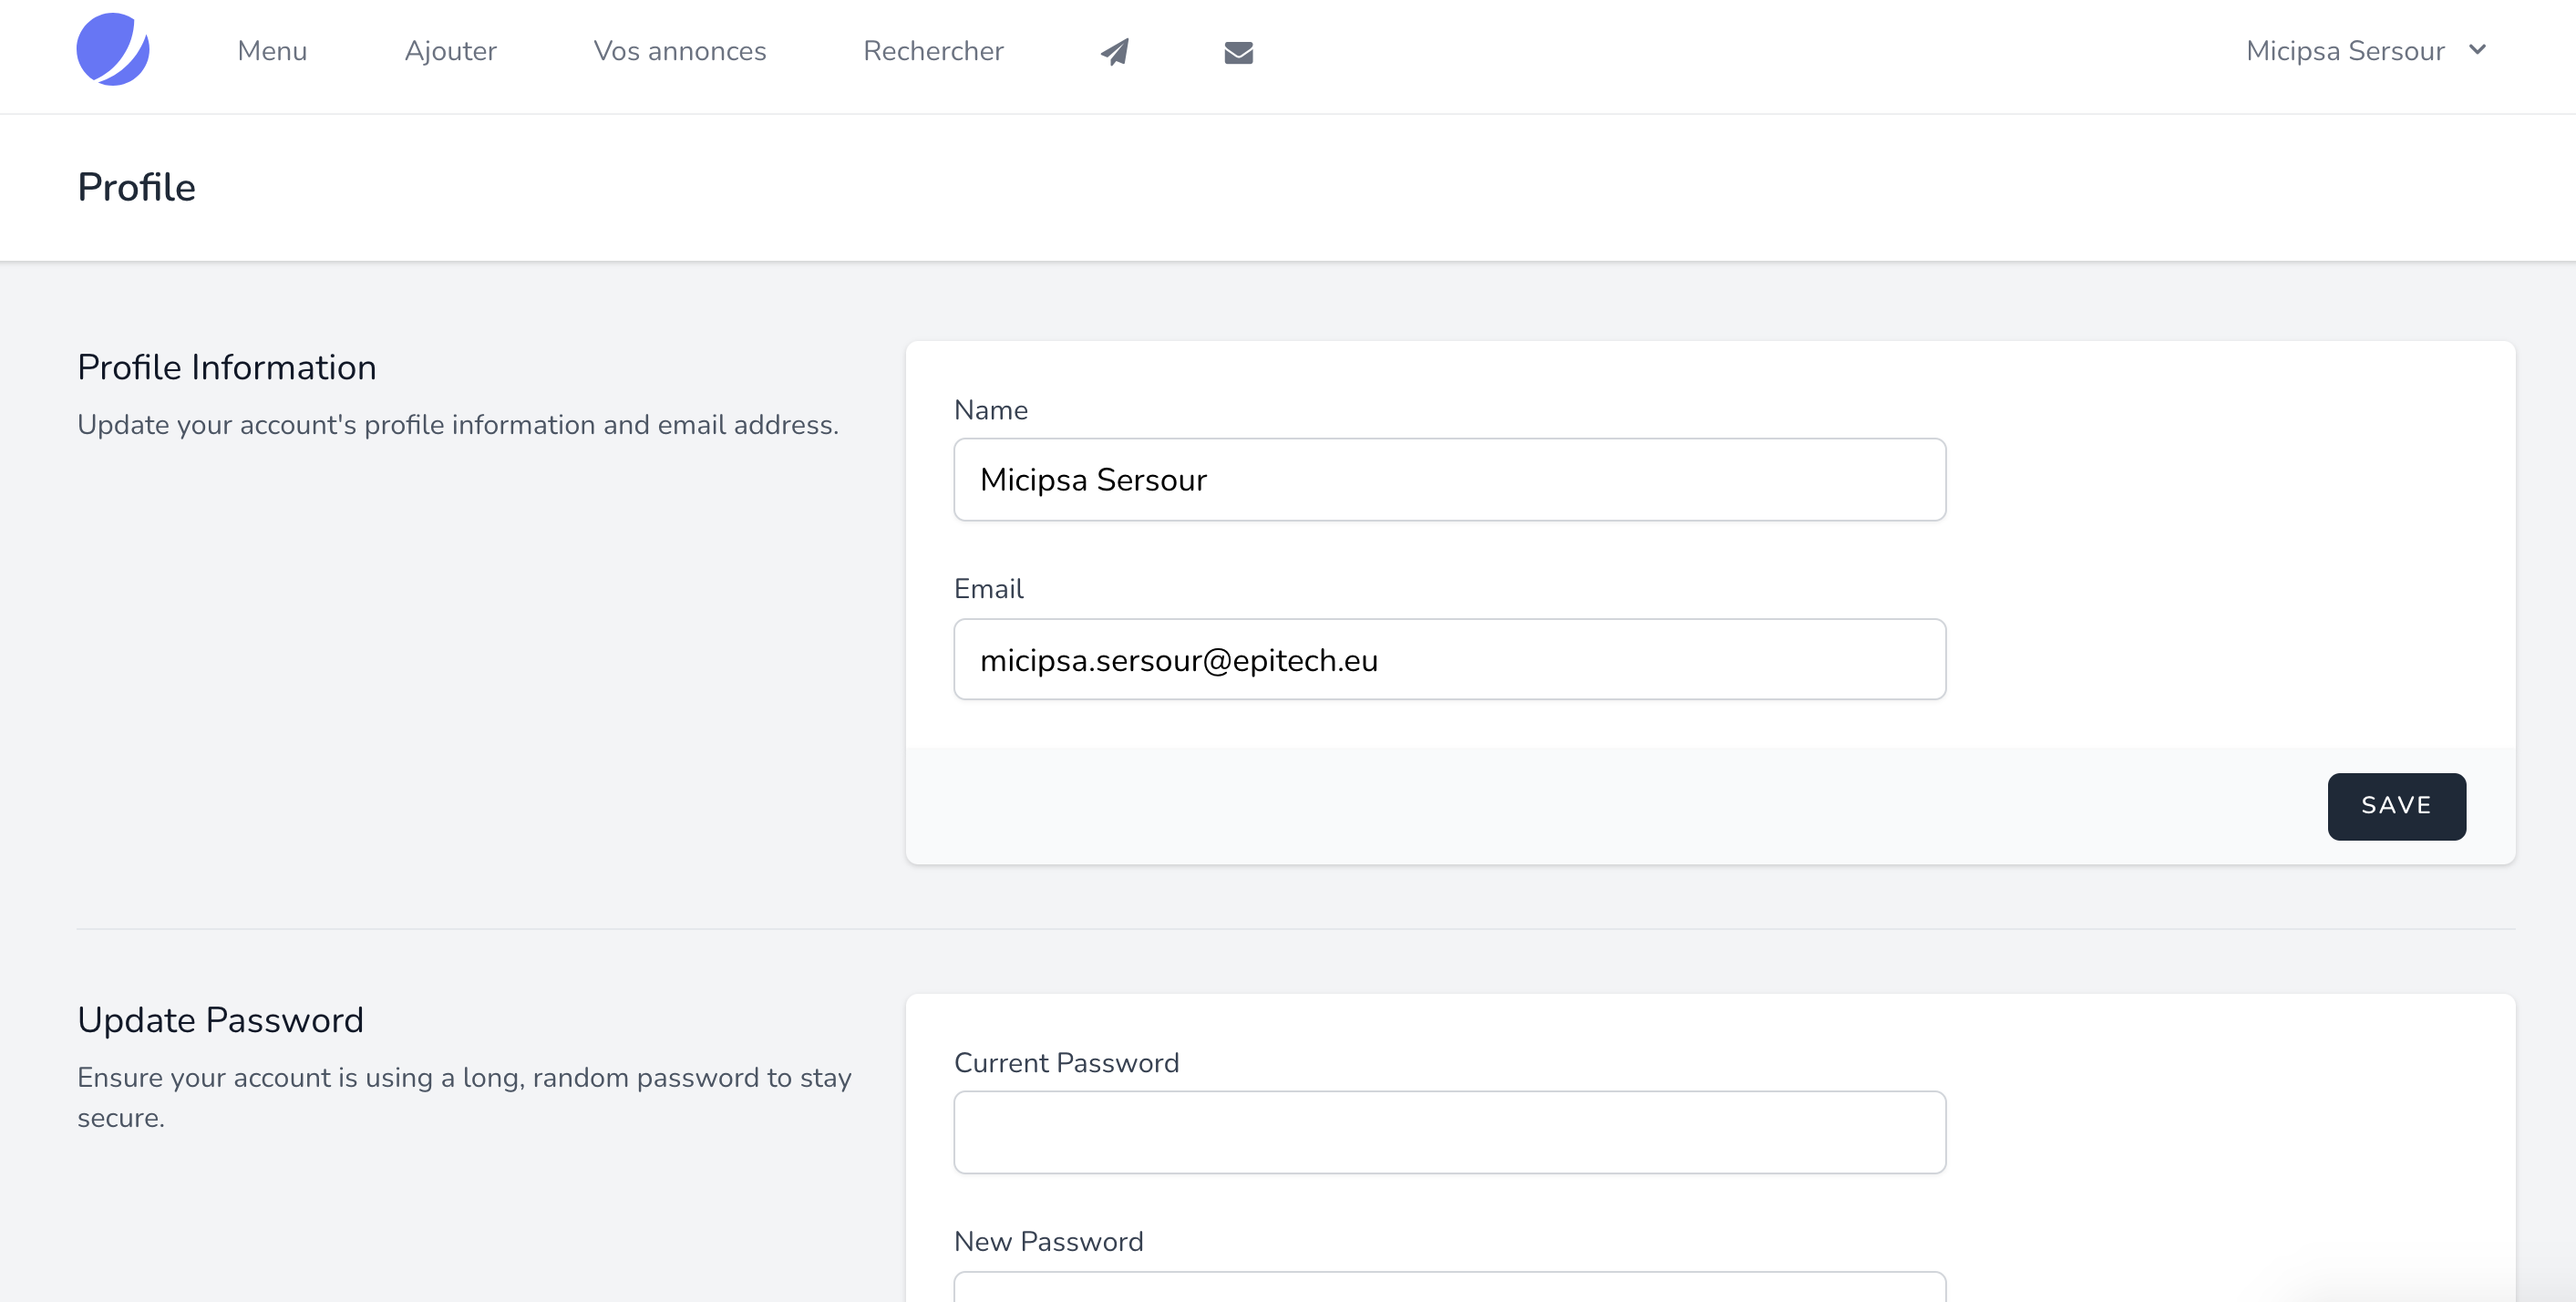 Menu Ajouter Vos annonces Rechercher Micipsa Sersour
Profile
Profile Information
Update your account's profile information and email address.
Name
Micipsa Sersour
Email
micipsa.sersour@epitech.eu
SAVE
Update Password
Ensure your account is using a long, random password to stay
secure.
Current Password
New Password